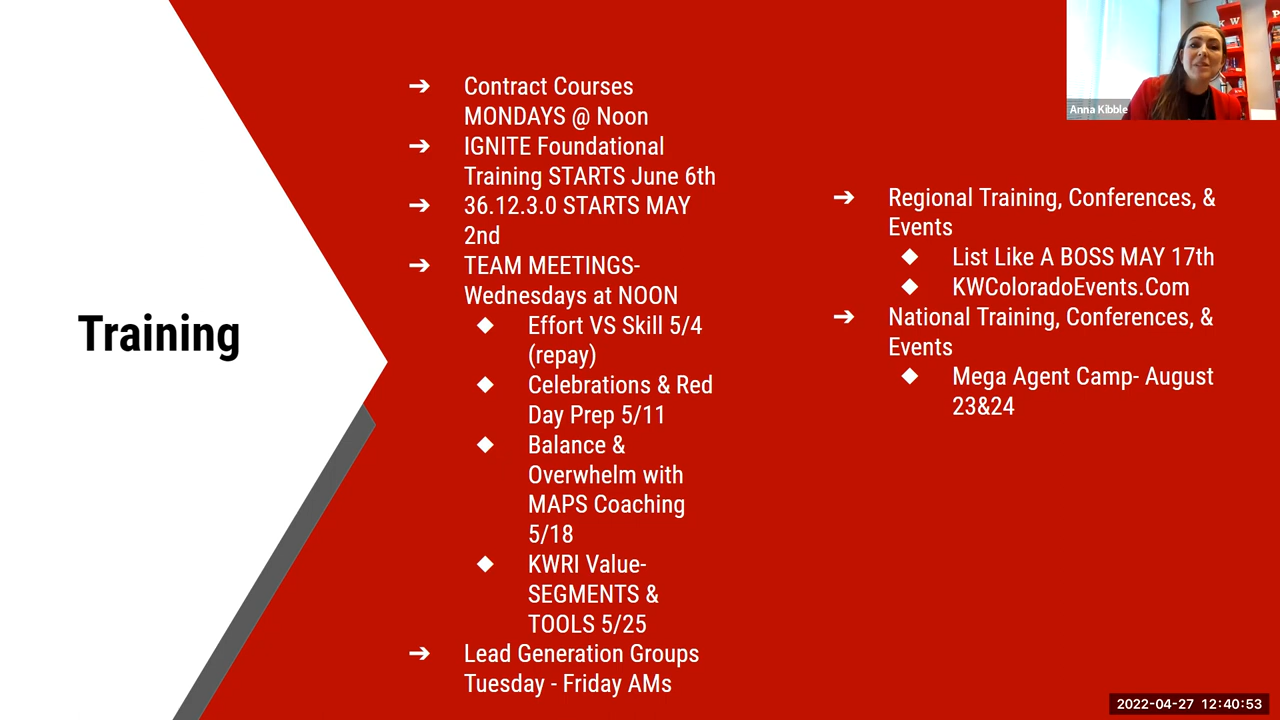 Training
➔ Contract Courses
MONDAYS @ Noon
➔ IGNITE Foundational
Training STARTS June 6th
➔ 36.12.3.0 STARTS MAY
2nd
➔ TEAM MEETINGS-
Wednesdays at NOON
◆ Effort VS Skill 5/4
(repay)
◆ Celebrations & Red
Day Prep 5/11
◆ Balance &
Overwhelm with
MAPS Coaching
5/18
◆ KWRI Value-
SEGMENTS &
TOOLS 5/25
➔ Lead Generation Groups
Tuesday - Friday AMs
➔ Regional Training, Conferences, &
Events
◆ List Like A BOSS MAY 17th
◆ KWColoradoEvents.Com
➔ National Training, Conferences, &
Events
◆ Mega Agent Camp- August
23&24
K W
Anna Kibble
2022-04-27 12:40:53